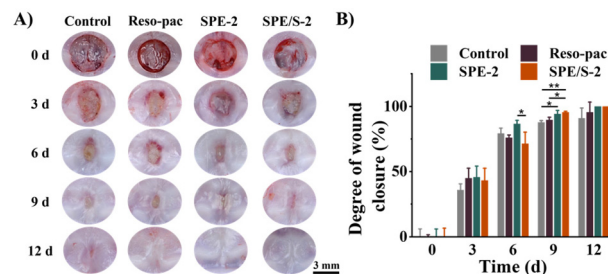 A)
Control Reso-pac SPE-2 SPE/S-2
0 d
3 d
6 d
9 d
12 d
3 mm
B)
Control Reso-pac
SPE-2 SPE/S-2
Degree of wound
closure (%)
100
50
0
**
* *
*
0 3 6 9 12
Time (d)